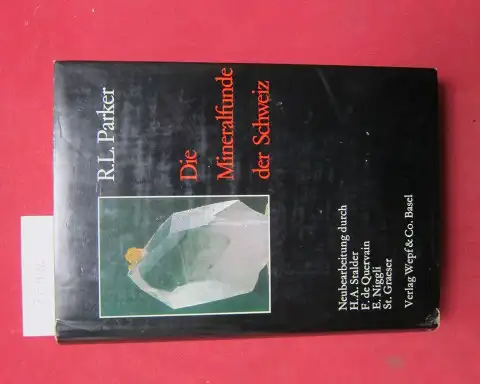 R.L. Parker
Die
Mineralfunde
der Schweiz
Neubearbeitung durch
H.A. Stalder
F. de Quervain
E. Niggli
St. Graeser
Verlag Wepf & Co. Basel